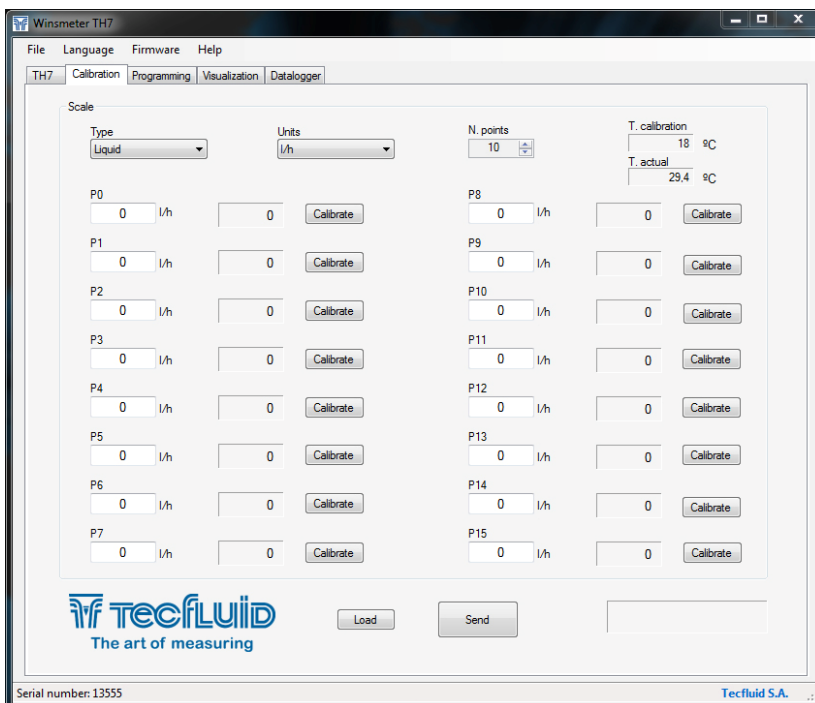 Winsmeter TH7
File Language Firmware Help
TH7 Calibration Programming Visualization Datalogger
Scale
Type Units N. points T. calibration
Liquid l/h 10 18 ºC
T. actual
29,4 ºC
P0 P8
0 l/h 0 Calibrate 0 l/h 0 Calibrate
P1 P9
0 l/h 0 Calibrate 0 l/h 0 Calibrate
P2 P10
0 l/h 0 Calibrate 0 l/h 0 Calibrate
P3 P11
0 l/h 0 Calibrate 0 l/h 0 Calibrate
P4 P12
0 l/h 0 Calibrate 0 l/h 0 Calibrate
P5 P13
0 l/h 0 Calibrate 0 l/h 0 Calibrate
P6 P14
0 l/h 0 Calibrate 0 l/h 0 Calibrate
P7 P15
0 l/h 0 Calibrate 0 l/h 0 Calibrate
Tecfluid
The art of measuring
Load Send
Serial number: 13555 Tecfluid S.A.